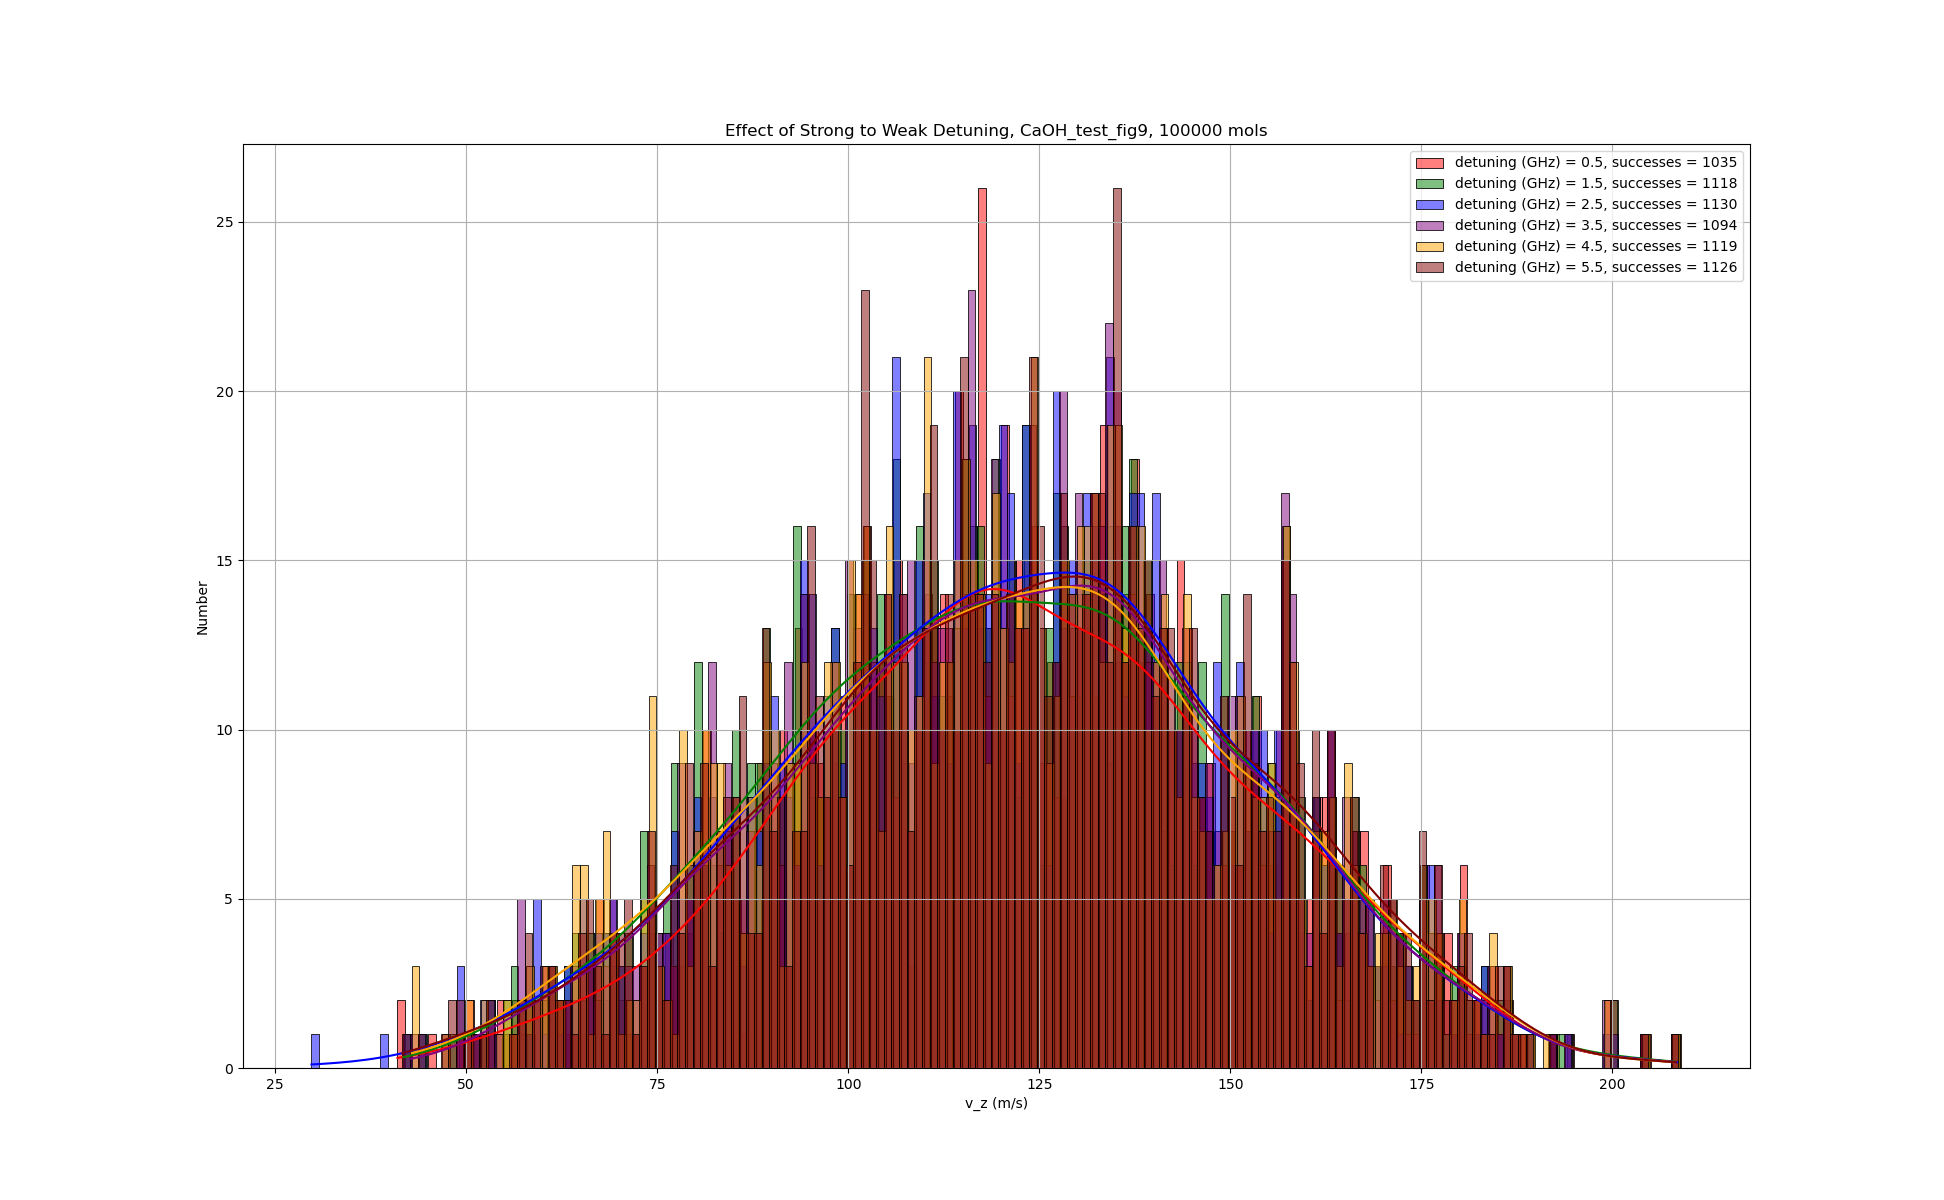 Effect of Strong to Weak Detuning, CaOH_test_fig9, 100000 mols
detuning (GHz) = 0.5, successes = 1035
detuning (GHz) = 1.5, successes = 1118
detuning (GHz) = 2.5, successes = 1130
detuning (GHz) = 3.5, successes = 1094
detuning (GHz) = 4.5, successes = 1119
detuning (GHz) = 5.5, successes = 1126
25
20
15
10
5
0
Number
25 50 75 100 125 150 175 200
v_z (m/s)